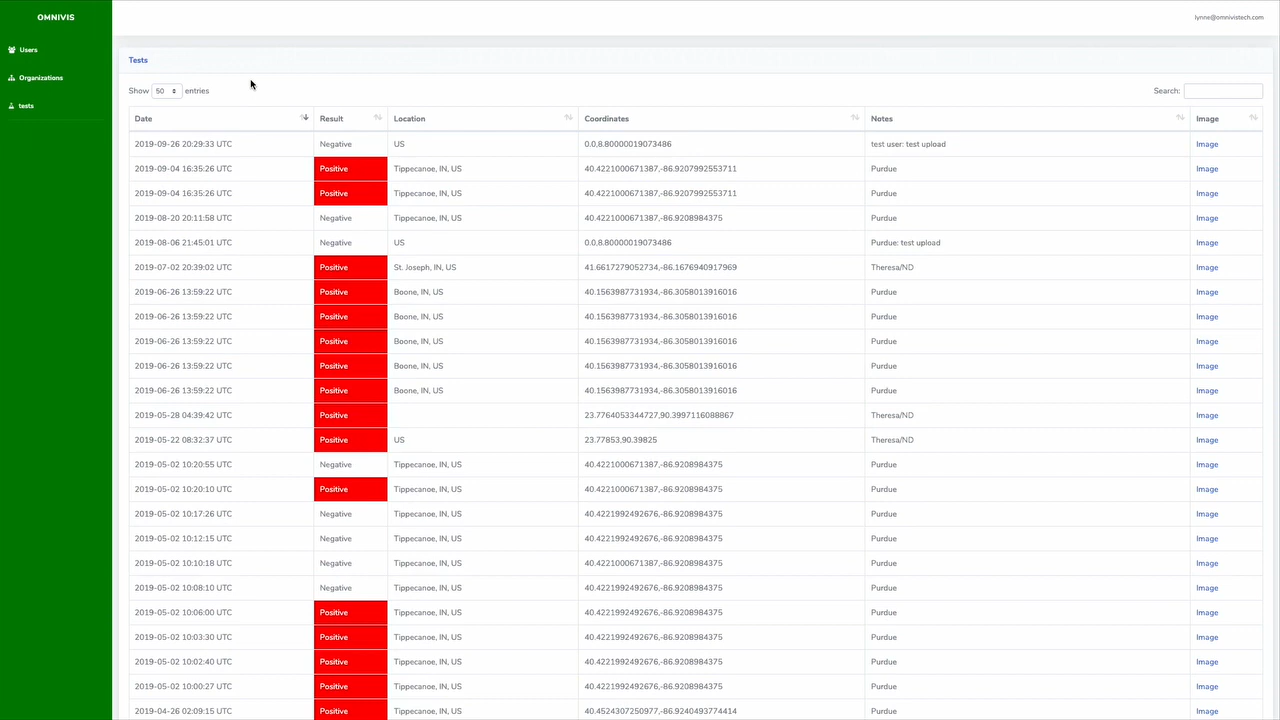 OMNIVIS
lynne@omnivistech.com
Users
Organizations
tests
Tests
Show 50 entries
Search:
Date Result Location Coordinates Notes Image
2019-09-26 20:29:33 UTC Negative US 0.0,8.80000019073486 test user: test upload Image
2019-09-04 16:35:26 UTC Positive Tippecanoe, IN, US 40.4221000671387,-86.9207992553711 Purdue Image
2019-09-04 16:35:26 UTC Positive Tippecanoe, IN, US 40.4221000671387,-86.9207992553711 Purdue Image
2019-08-20 20:11:58 UTC Negative Tippecanoe, IN, US 40.4221000671387,-86.9208984375 Purdue Image
2019-08-06 21:45:01 UTC Negative US 0.0,8.80000019073486 Purdue: test upload Image
2019-07-02 20:39:02 UTC Positive St. Joseph, IN, US 41.6617279052734,-86.1676940917969 Theresa/ND Image
2019-06-26 13:59:22 UTC Positive Boone, IN, US 40.1563987731934,-86.3058013916016 Purdue Image
2019-06-26 13:59:22 UTC Positive Boone, IN, US 40.1563987731934,-86.3058013916016 Purdue Image
2019-06-26 13:59:22 UTC Positive Boone, IN, US 40.1563987731934,-86.3058013916016 Purdue Image
2019-06-26 13:59:22 UTC Positive Boone, IN, US 40.1563987731934,-86.3058013916016 Purdue Image
2019-06-26 13:59:22 UTC Positive Boone, IN, US 40.1563987731934,-86.3058013916016 Purdue Image
2019-05-28 04:39:42 UTC Positive 23.7764053344727,90.3997116088867 Theresa/ND Image
2019-05-22 08:32:37 UTC Positive US 23.77853,90.39825 Theresa/ND Image
2019-05-02 10:20:55 UTC Negative Tippecanoe, IN, US 40.4221000671387,-86.9208984375 Purdue Image
2019-05-02 10:20:10 UTC Positive Tippecanoe, IN, US 40.4221000671387,-86.9208984375 Purdue Image
2019-05-02 10:17:26 UTC Negative Tippecanoe, IN, US 40.4221992492676,-86.9208984375 Purdue Image
2019-05-02 10:12:15 UTC Negative Tippecanoe, IN, US 40.4221992492676,-86.9208984375 Purdue Image
2019-05-02 10:10:18 UTC Negative Tippecanoe, IN, US 40.4221000671387,-86.9208984375 Purdue Image
2019-05-02 10:08:10 UTC Negative Tippecanoe, IN, US 40.4221992492676,-86.9208984375 Purdue Image
2019-05-02 10:06:00 UTC Positive Tippecanoe, IN, US 40.4221992492676,-86.9208984375 Purdue Image
2019-05-02 10:03:30 UTC Positive Tippecanoe, IN, US 40.4221992492676,-86.9208984375 Purdue Image
2019-05-02 10:02:40 UTC Positive Tippecanoe, IN, US 40.4221992492676,-86.9208984375 Purdue Image
2019-05-02 10:00:27 UTC Positive Tippecanoe, IN, US 40.4221992492676,-86.9208984375 Purdue Image
2019-04-26 02:09:15 UTC Positive Tippecanoe, IN, US 40.4524307250977,-86.9240493774414 Purdue Image